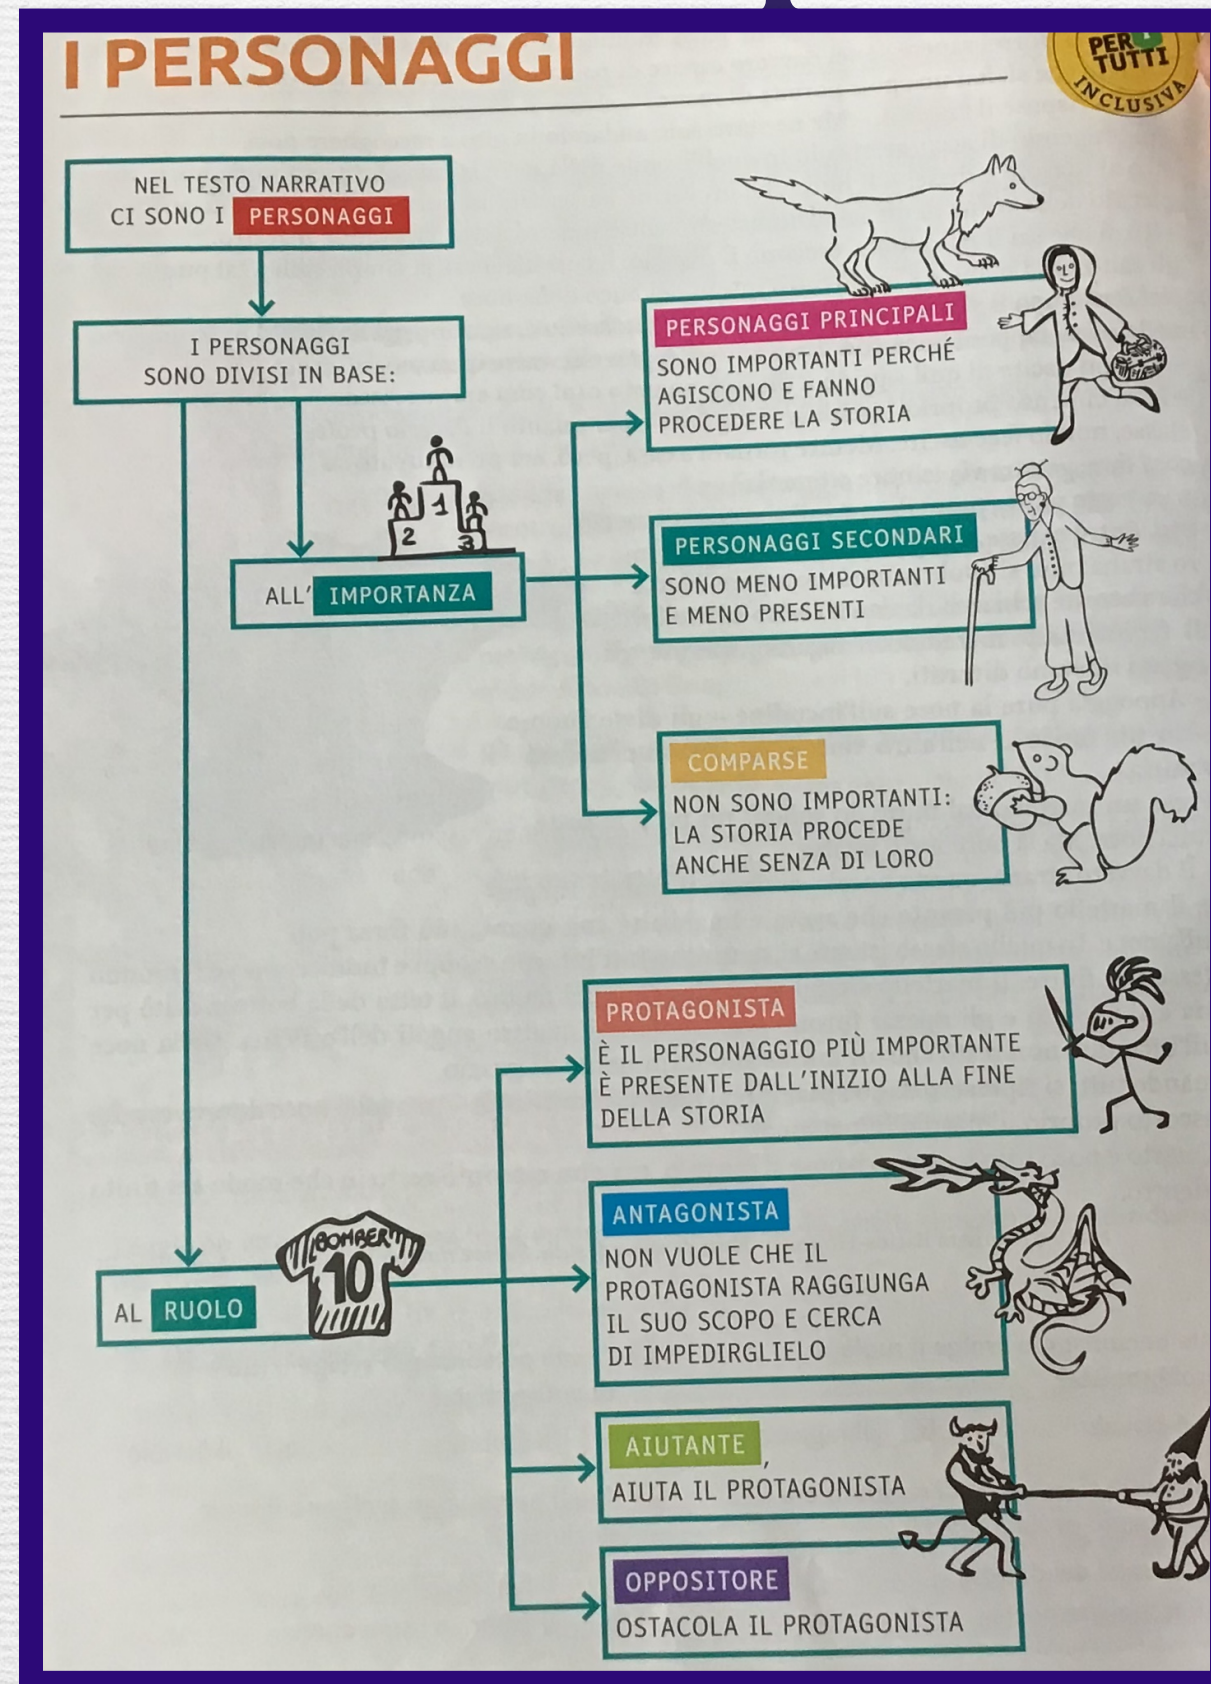 I PERSONAGGI
PER
TUTTI
INCLUSIVA
NEL TESTO NARRATIVO
CI SONO I PERSONAGGI
I PERSONAGGI
SONO DIVISI IN BASE:
1
2
3
ALL' IMPORTANZA
PERSONAGGI PRINCIPALI
SONO IMPORTANTI PERCHÉ
AGISCONO E FANNO
PROCEDERE LA STORIA
PERSONAGGI SECONDARI
SONO MENO IMPORTANTI
E MENO PRESENTI
COMPARSE
NON SONO IMPORTANTI:
LA STORIA PROCEDE
ANCHE SENZA DI LORO
AL RUOLO
BOMBER
10
PROTAGONISTA
È IL PERSONAGGIO PIÙ IMPORTANTE
È PRESENTE DALL'INIZIO ALLA FINE
DELLA STORIA
ANTAGONISTA
NON VUOLE CHE IL
PROTAGONISTA RAGGIUNGA
IL SUO SCOPO E CERCA
DI IMPEDIRGLIELO
AIUTANTE,
AIUTA IL PROTAGONISTA
OPPOSITORE
OSTACOLA IL PROTAGONISTA